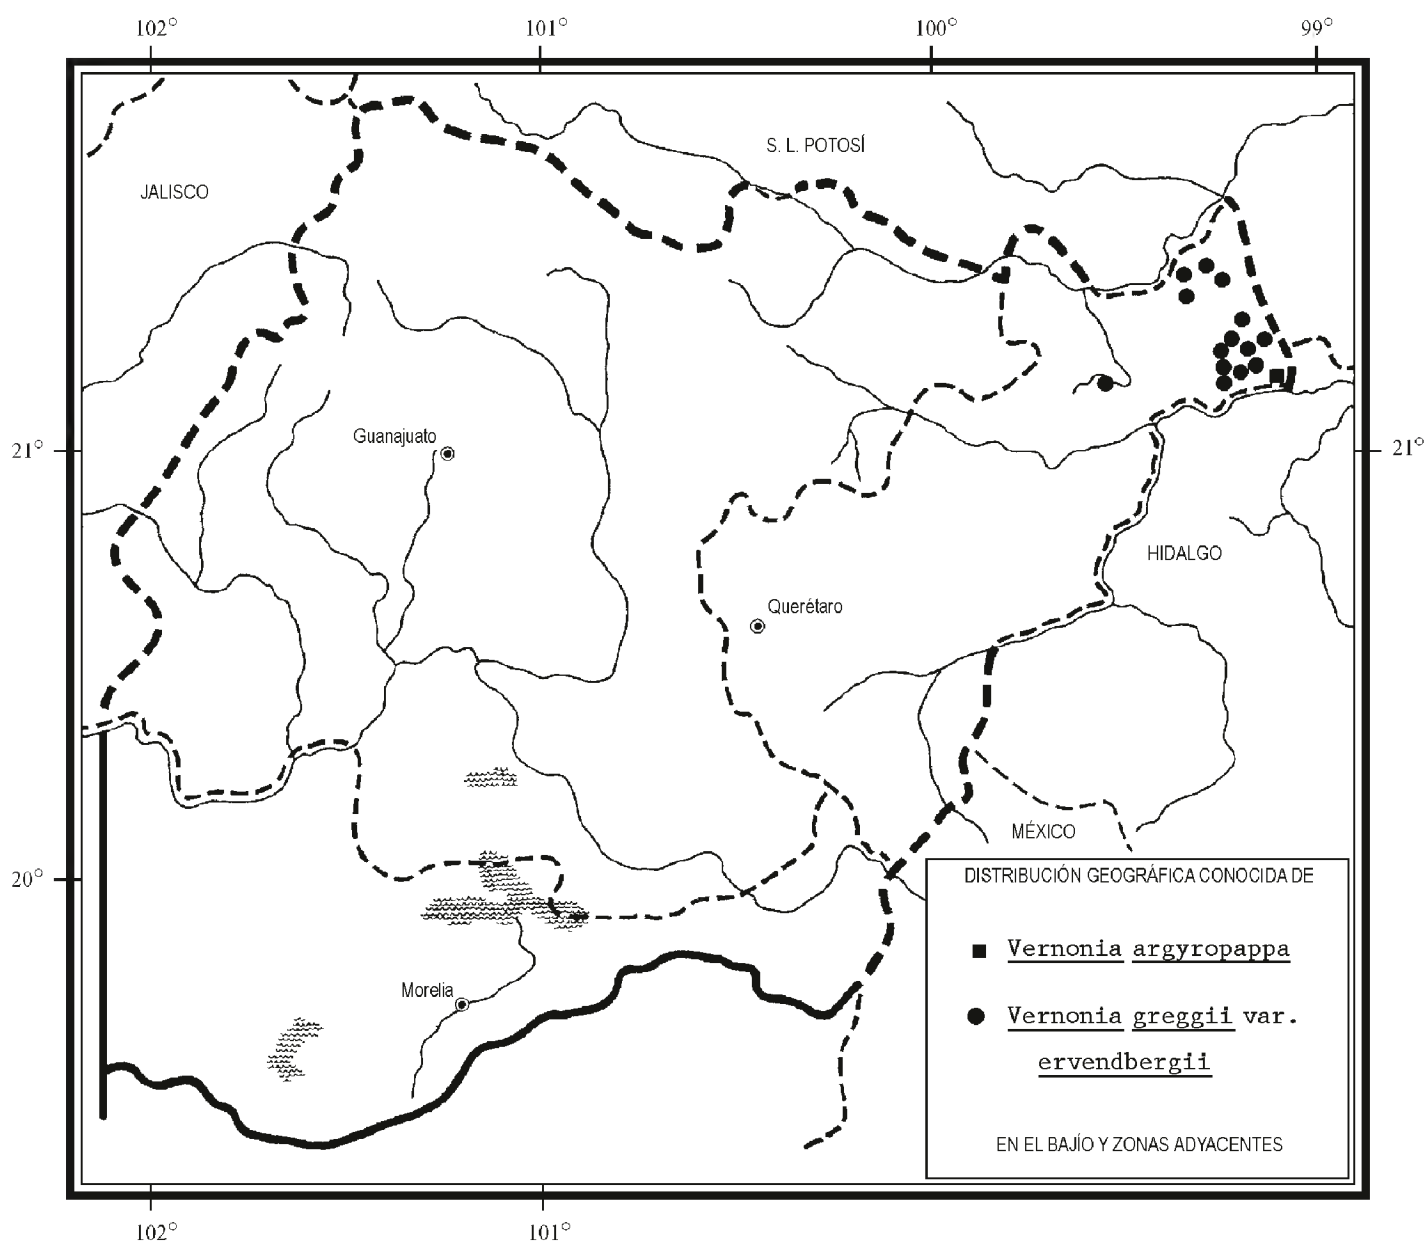 102° 101° 100° 99°
S. L. POTOSÍ
JALISCO
Guanajuato
21° 21°
HIDALGO
Querétaro
MÉXICO
20°
DISTRIBUCIÓN GEOGRÁFICA CONOCIDA DE
Vernonia argyropappa
Morelia
Vernonia greggii var.
ervendbergii
EN EL BAJÍO Y ZONAS ADYACENTES
102° 101°